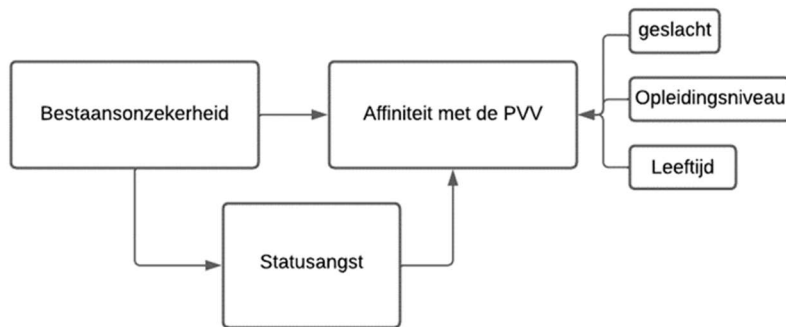 geslacht
Bestaansonzekerheid
Affiniteit met de PVV
Opleidingsniveau
Leeftijd
Statusangst